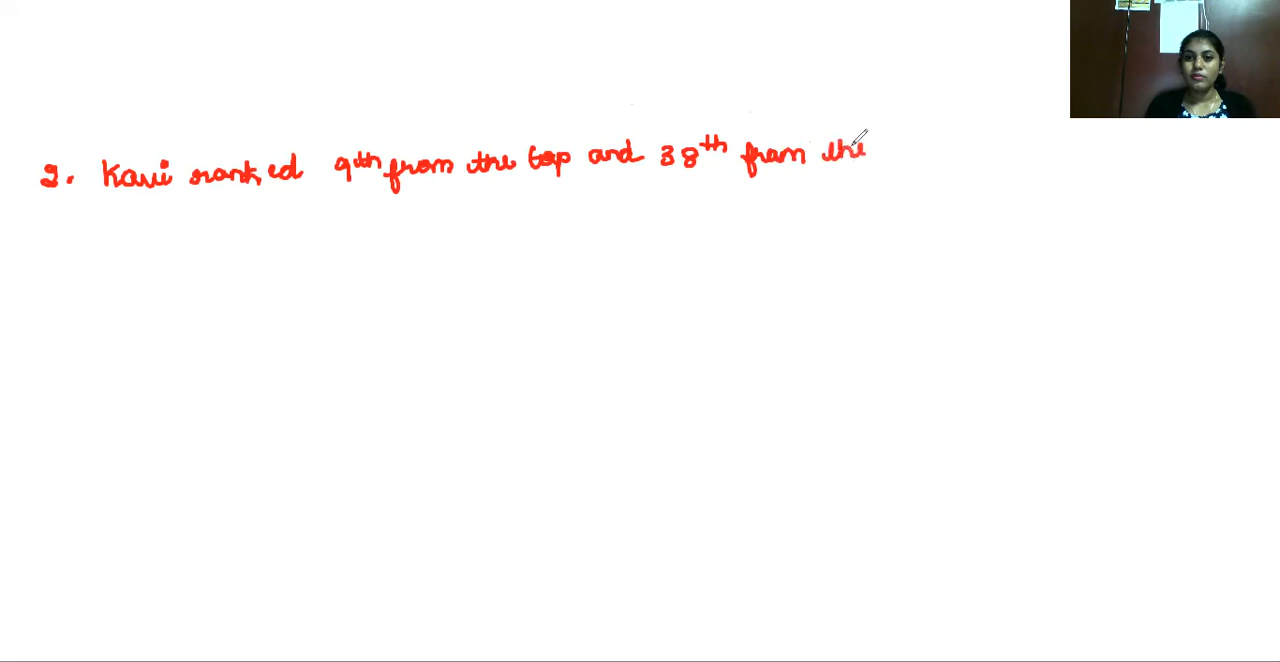 2. Kavi ranked 9th from the top and 38th from the